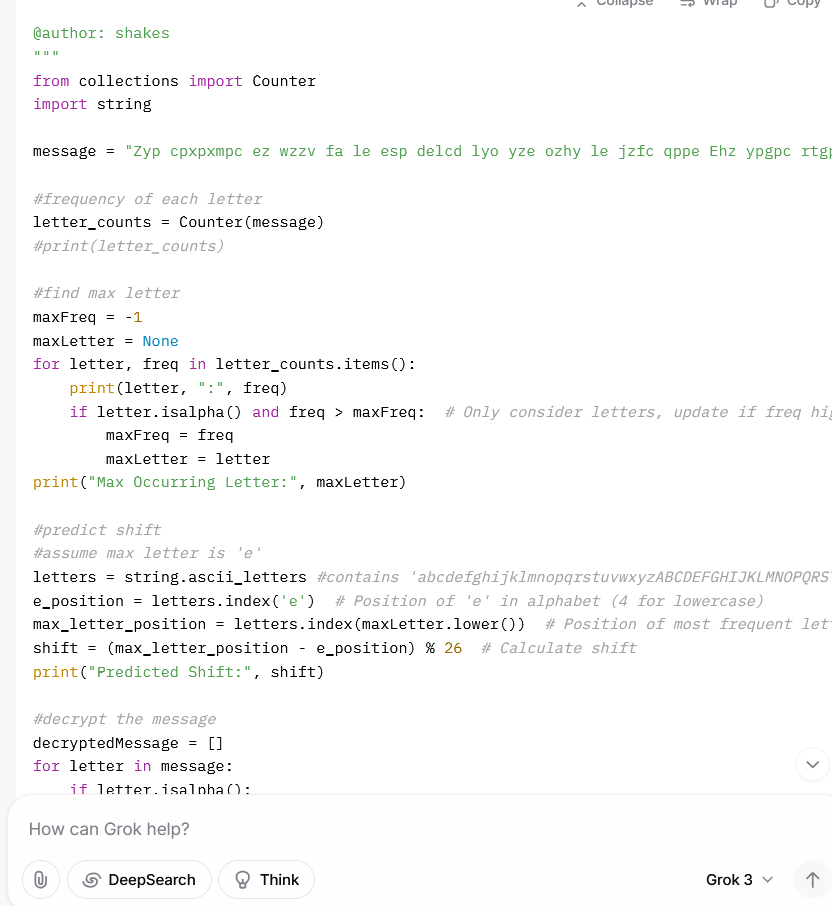 Collapse Wrap Copy
@author: shakes
"""
from collections import Counter
import string
message = "Zyp cpxpxmpc ez wzzv fa le esp delcd lyo yze ozhy le jzfc qppe Ehz ypgpc rtgp
#frequency of each letter
letter_counts = Counter(message)
#print(letter_counts)
#find max letter
maxFreq = -1
maxLetter = None
for letter, freq in letter_counts.items():
    print(letter, ":", freq)
    if letter.isalpha() and freq > maxFreq:  # Only consider letters, update if freq hig
        maxFreq = freq
        maxLetter = letter
print("Max Occurring Letter:", maxLetter)
#predict shift
#assume max letter is 'e'
letters = string.ascii_letters #contains 'abcdefghijklmnopqrstuvwxyzABCDEFGHIJKLMNOPQRS
e_position = letters.index('e')  # Position of 'e' in alphabet (4 for lowercase)
max_letter_position = letters.index(maxLetter.lower())  # Position of most frequent lett
shift = (max_letter_position - e_position) % 26  # Calculate shift
print("Predicted Shift:", shift)
#decrypt the message
decryptedMessage = []
for letter in message:
    if letter.isalpha():
How can Grok help?
DeepSearch Think Grok 3